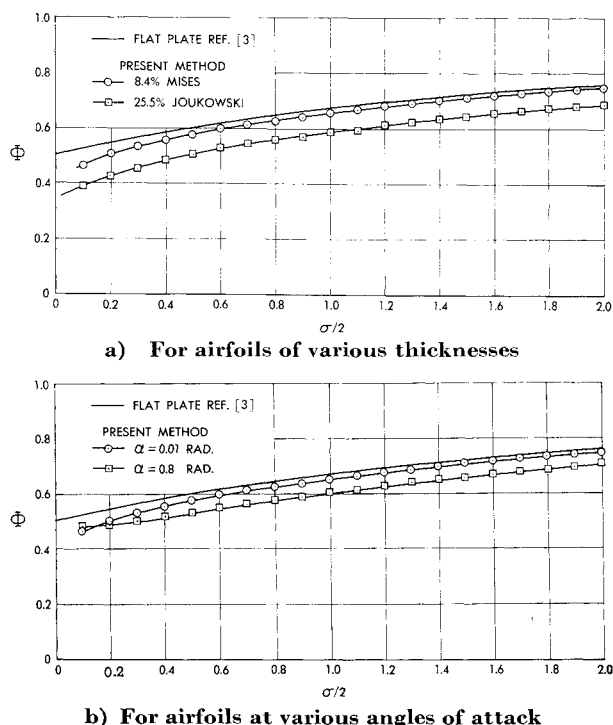 1.0
FLAT PLATE REF. [3]
PRESENT METHOD
8.4% MISES
25.5% JOUKOWSKI
0.8
0.6
Φ
0.4
0.2
0
0 0.2 0.4 0.6 0.8 1.0 1.2 1.4 1.6 1.8 2.0
σ/2
a) For airfoils of various thicknesses
1.0
FLAT PLATE REF. [3]
PRESENT METHOD
α = 0.01 RAD.
α = 0.8 RAD.
0.8
0.6
Φ
0.4
0.2
0
0 0.2 0.4 0.6 0.8 1.0 1.2 1.4 1.6 1.8 2.0
σ/2
b) For airfoils at various angles of attack